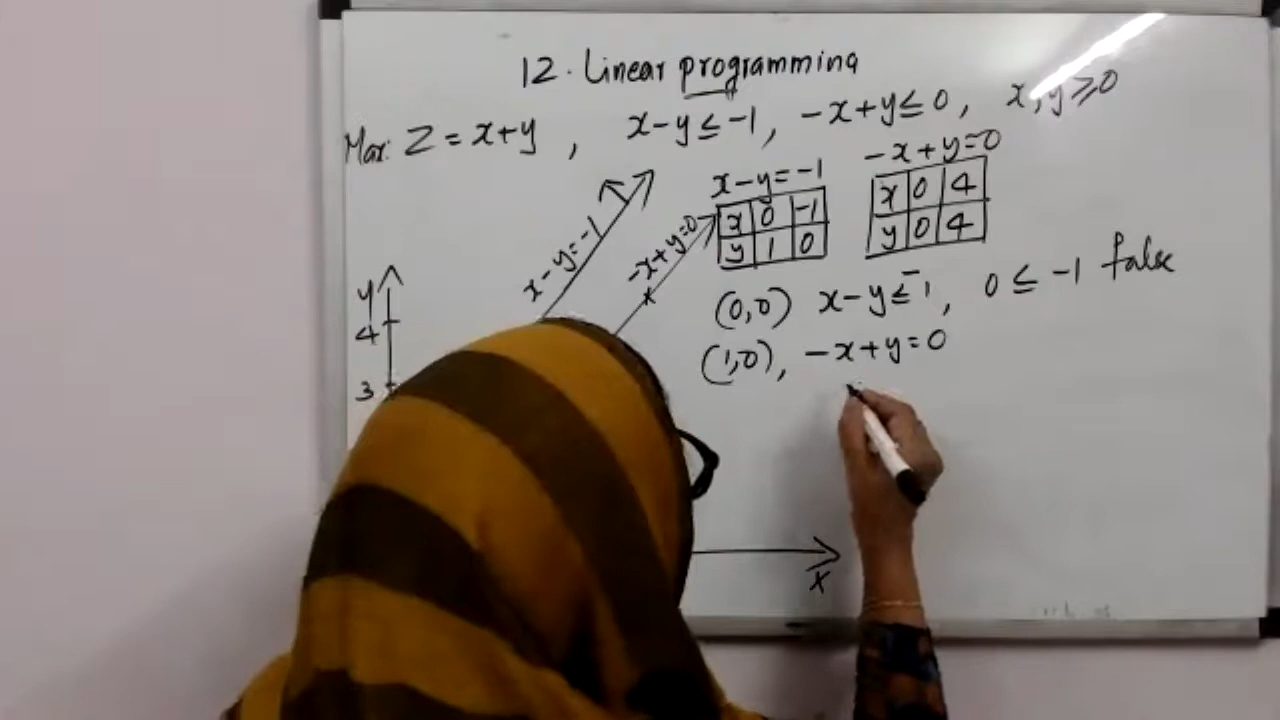 12. Linear programming
Max: Z = x+y , x-y ≤ -1, -x+y ≤ 0, x,y ≥ 0
x-y = -1
x 0 -1
y 1 0
-x+y=0
x 0 4
y 0 4
x-y=-1
-x+y=0
(0,0) x-y ≤ -1, 0 ≤ -1 false
(1,0), -x+y=0
y
4
3
x